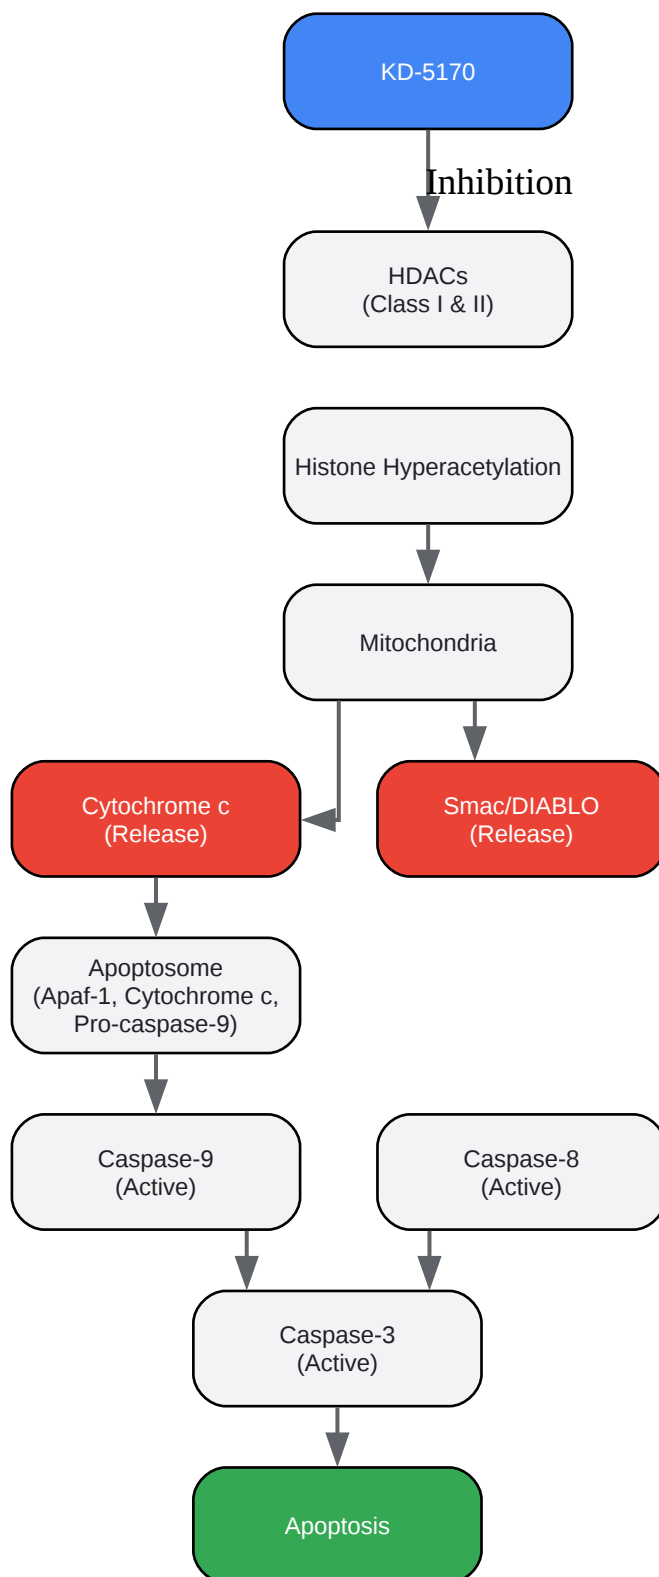 KD-5170
Inhibition
HDACs
(Class I & II)
Histone Hyperacetylation
Mitochondria
Cytochrome c
(Release)
Smac/DIABLO
(Release)
Apoptosome
(Apaf-1, Cytochrome c,
Pro-caspase-9)
Caspase-9
(Active)
Caspase-8
(Active)
Caspase-3
(Active)
Apoptosis